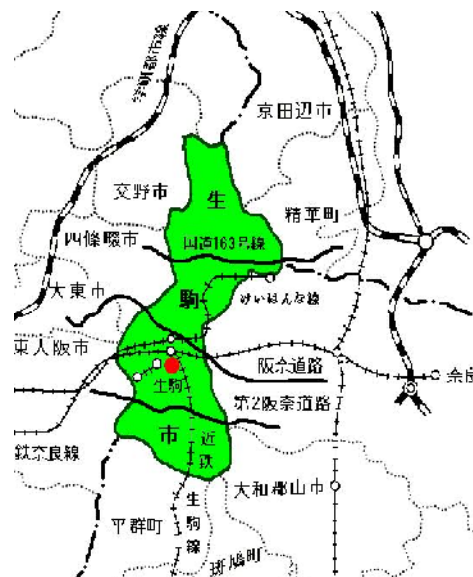 学研都市線
京田辺市
交野市
生
精華町
四條畷市
国道163号線
大東市
駒
けいはんな線
東大阪市
阪奈道路
奈良
生駒
第2阪奈道路
市
近鉄
鉄奈良線
大和郡山市
生駒線
平群町
斑鳩町